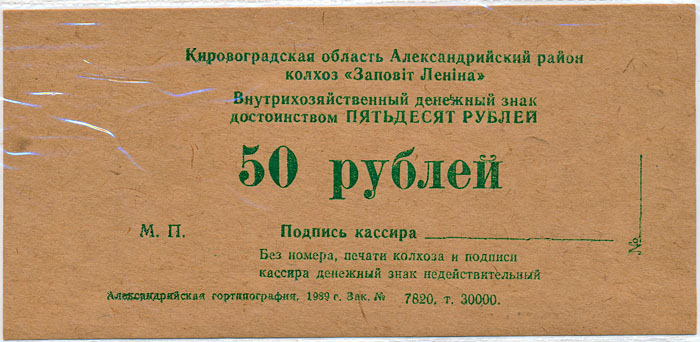 Кировоградская область Александрийский район
колхоз «Заповіт Леніна»
Внутрихозяйственный денежный знак
достоинством ПЯТЬДЕСЯТ РУБЛЕЙ
50 рублей
М. П. Подпись кассира
№
Без номера, печати колхоза и подписи
кассира денежный знак недействительный
Александрийская гортипография, 1989 г. Зак. № 7820, т. 30000.